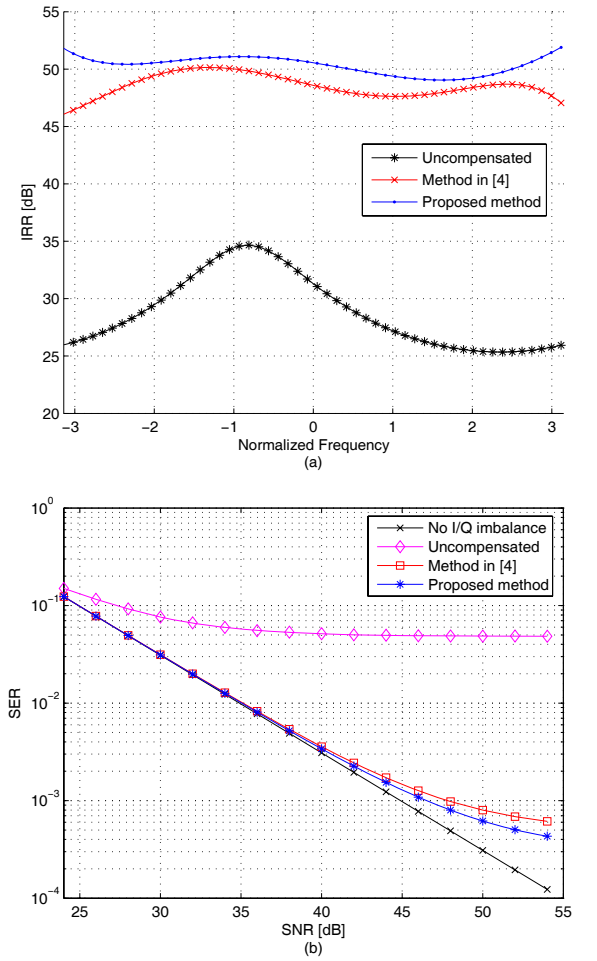 55
50
45
40
35
30
25
20
IRR [dB]
Uncompensated
Method in [4]
Proposed method
−3 −2 −1 0 1 2 3
Normalized Frequency
(a)
10^0
10^−1
10^−2
10^−3
10^−4
SER
No I/Q imbalance
Uncompensated
Method in [4]
Proposed method
25 30 35 40 45 50 55
SNR [dB]
(b)